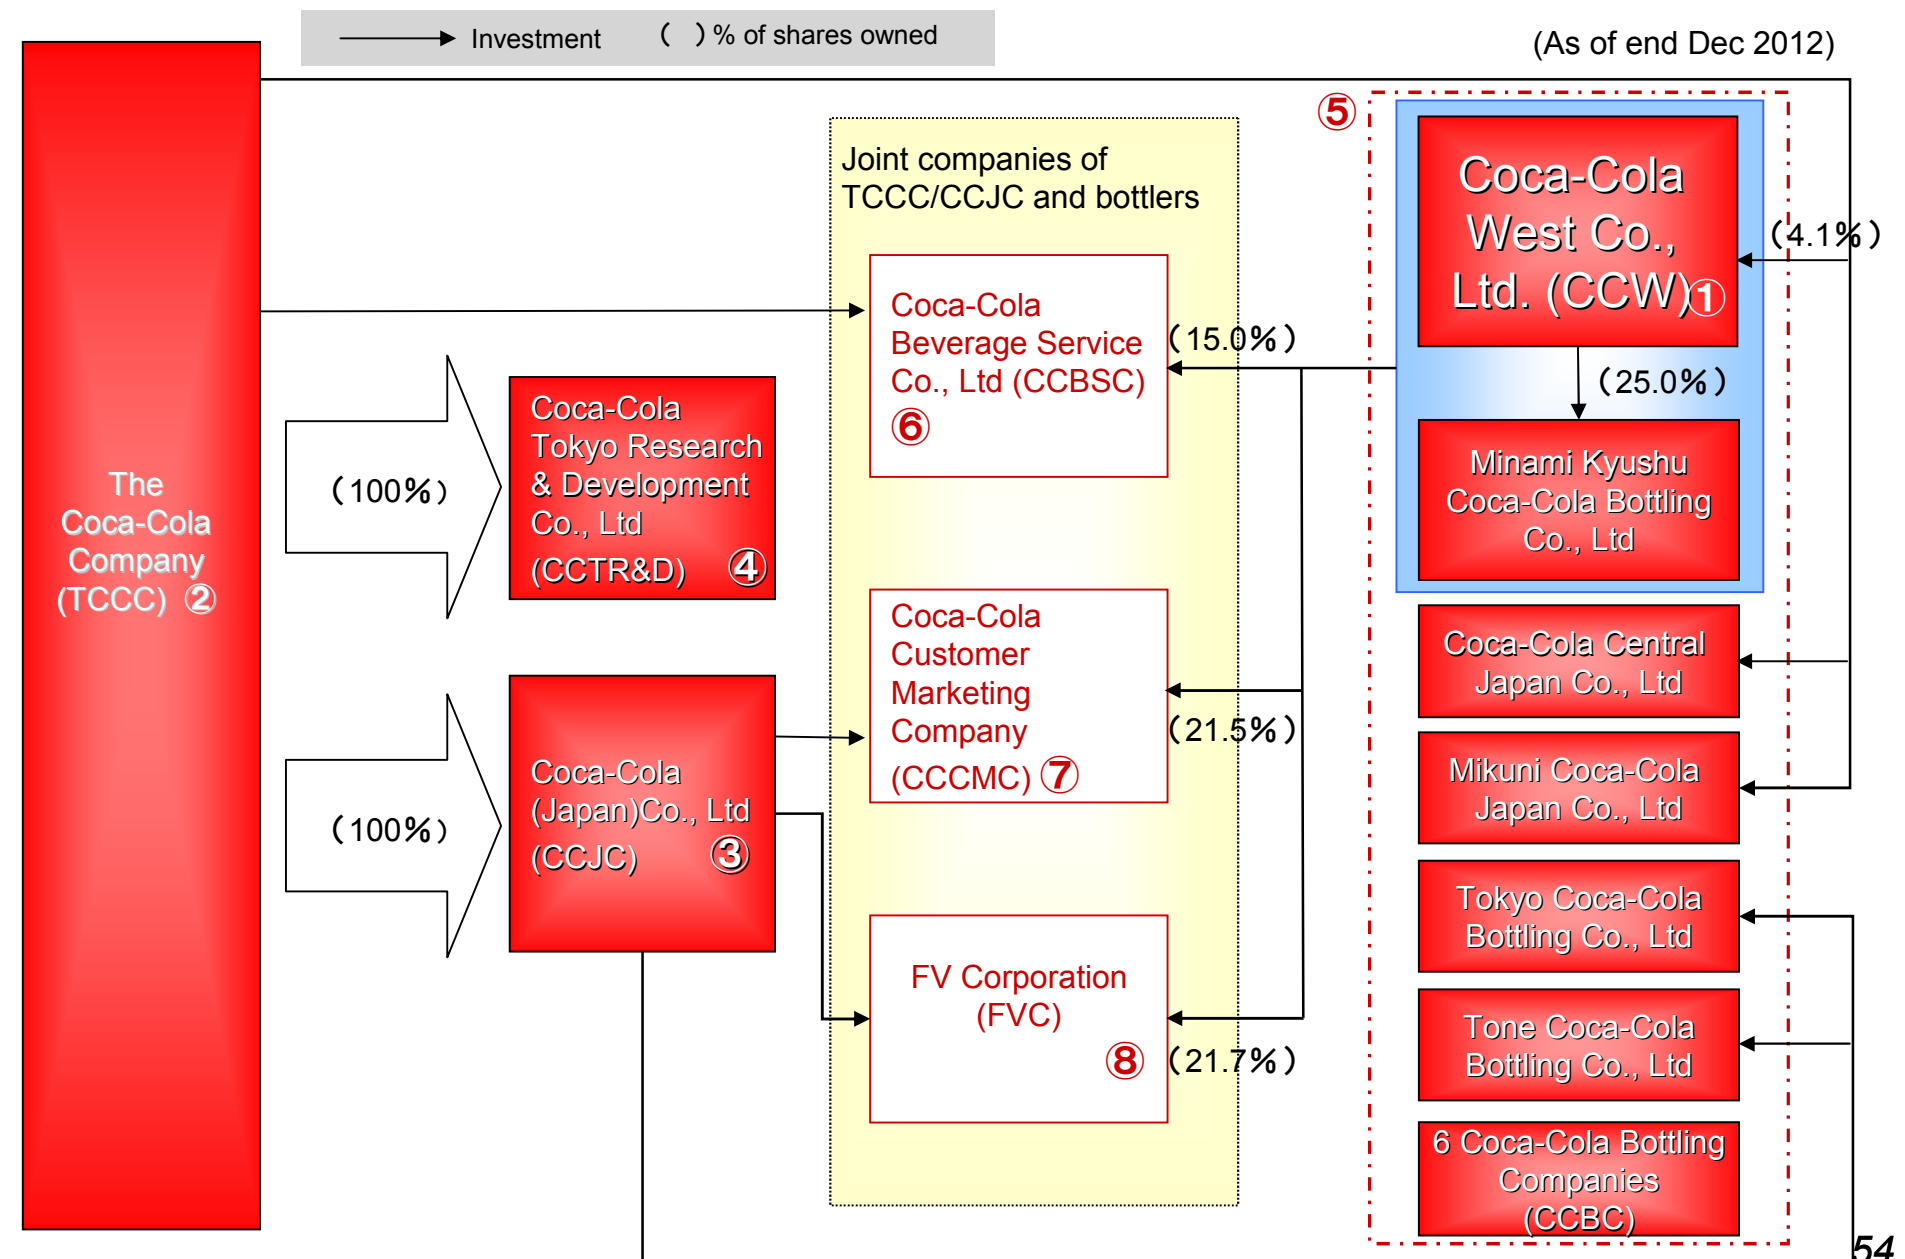 Investment ( ) % of shares owned
(As of end Dec 2012)
The
Coca-Cola
Company
(TCCC) ②
(100%)
Coca-Cola
Tokyo Research
& Development
Co., Ltd
(CCTR&D) ④
(100%)
Coca-Cola
(Japan)Co., Ltd
(CCJC) ③
Joint companies of
TCCC/CCJC and bottlers
Coca-Cola
Beverage Service
Co., Ltd (CCBSC)
⑥
(15.0%)
Coca-Cola
Customer
Marketing
Company
(CCCMC) ⑦
(21.5%)
FV Corporation
(FVC)
⑧
(21.7%)
⑤
Coca-Cola
West Co.,
Ltd. (CCW) ①
(4.1%)
(25.0%)
Minami Kyushu
Coca-Cola Bottling
Co., Ltd
Coca-Cola Central
Japan Co., Ltd
Mikuni Coca-Cola
Japan Co., Ltd
Tokyo Coca-Cola
Bottling Co., Ltd
Tone Coca-Cola
Bottling Co., Ltd
6 Coca-Cola Bottling
Companies
(CCBC)
54